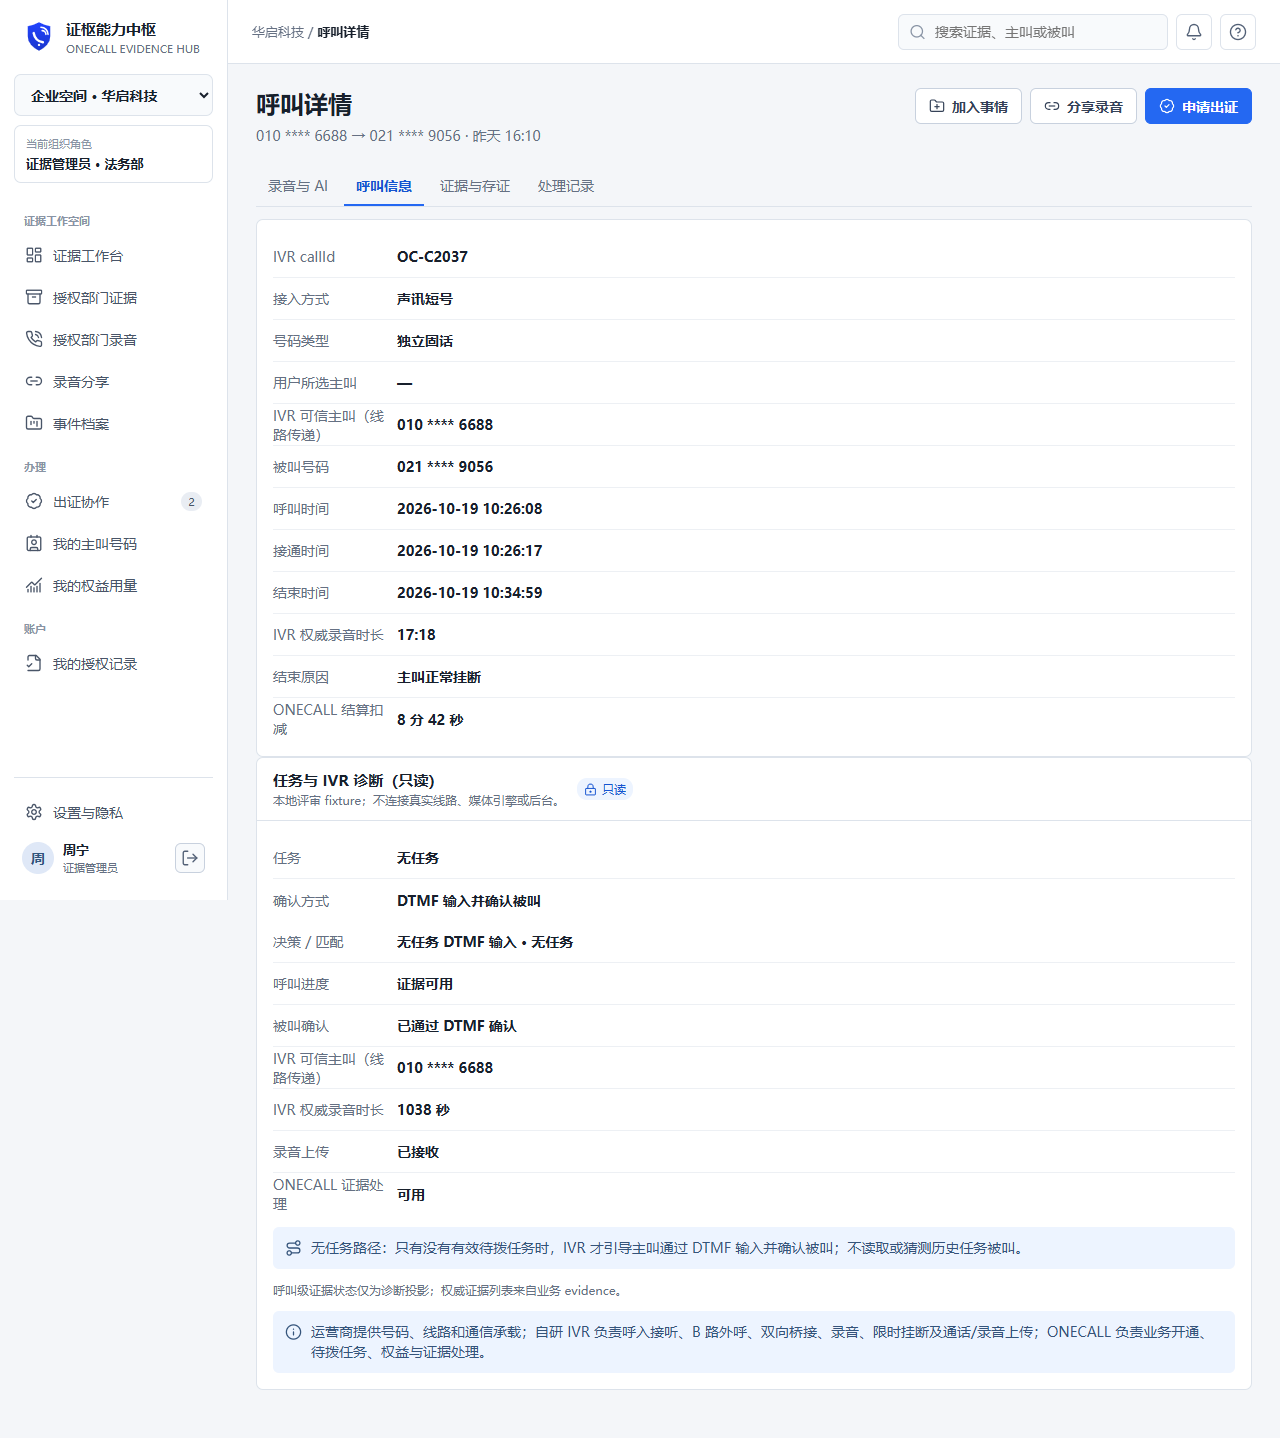 证枢能力中枢
ONECALL EVIDENCE HUB
企业空间 • 华启科技
当前组织角色
证据管理员 • 法务部
证据工作空间
证据工作台
授权部门证据
授权部门录音
录音分享
事件档案
办理
出证协作 2
我的主叫号码
我的权益用量
账户
我的授权记录
设置与隐私
周
周宁
证据管理员
华启科技 / 呼叫详情
搜索证据、主叫或被叫
呼叫详情
010 **** 6688 → 021 **** 9056 · 昨天 16:10
加入事情
分享录音
申请出证
录音与 AI
呼叫信息
证据与存证
处理记录
IVR callId OC-C2037
接入方式 声讯短号
号码类型 独立固话
用户所选主叫 —
IVR 可信主叫（线
路传递） 010 **** 6688
被叫号码 021 **** 9056
呼叫时间 2026-10-19 10:26:08
接通时间 2026-10-19 10:26:17
结束时间 2026-10-19 10:34:59
IVR 权威录音时长 17:18
结束原因 主叫正常挂断
ONECALL 结算扣
减 8 分 42 秒
任务与 IVR 诊断（只读）
本地评审 fixture；不连接真实线路、媒体引擎或后台。
只读
任务 无任务
确认方式 DTMF 输入并确认被叫
决策 / 匹配 无任务 DTMF 输入 • 无任务
呼叫进度 证据可用
被叫确认 已通过 DTMF 确认
IVR 可信主叫（线
路传递） 010 **** 6688
IVR 权威录音时长 1038 秒
录音上传 已接收
ONECALL 证据处
理 可用
无任务路径：只有没有有效待拨任务时，IVR 才引导主叫通过 DTMF 输入并确认被叫；不读取或猜测历史任务被叫。
呼叫级证据状态仅为诊断投影；权威证据列表来自业务 evidence。
运营商提供号码、线路和通信承载；自研 IVR 负责呼入接听、B 路外呼、双向桥接、录音、限时挂断及通话/录音上传；ONECALL 负责业务开通、
待拨任务、权益与证据处理。